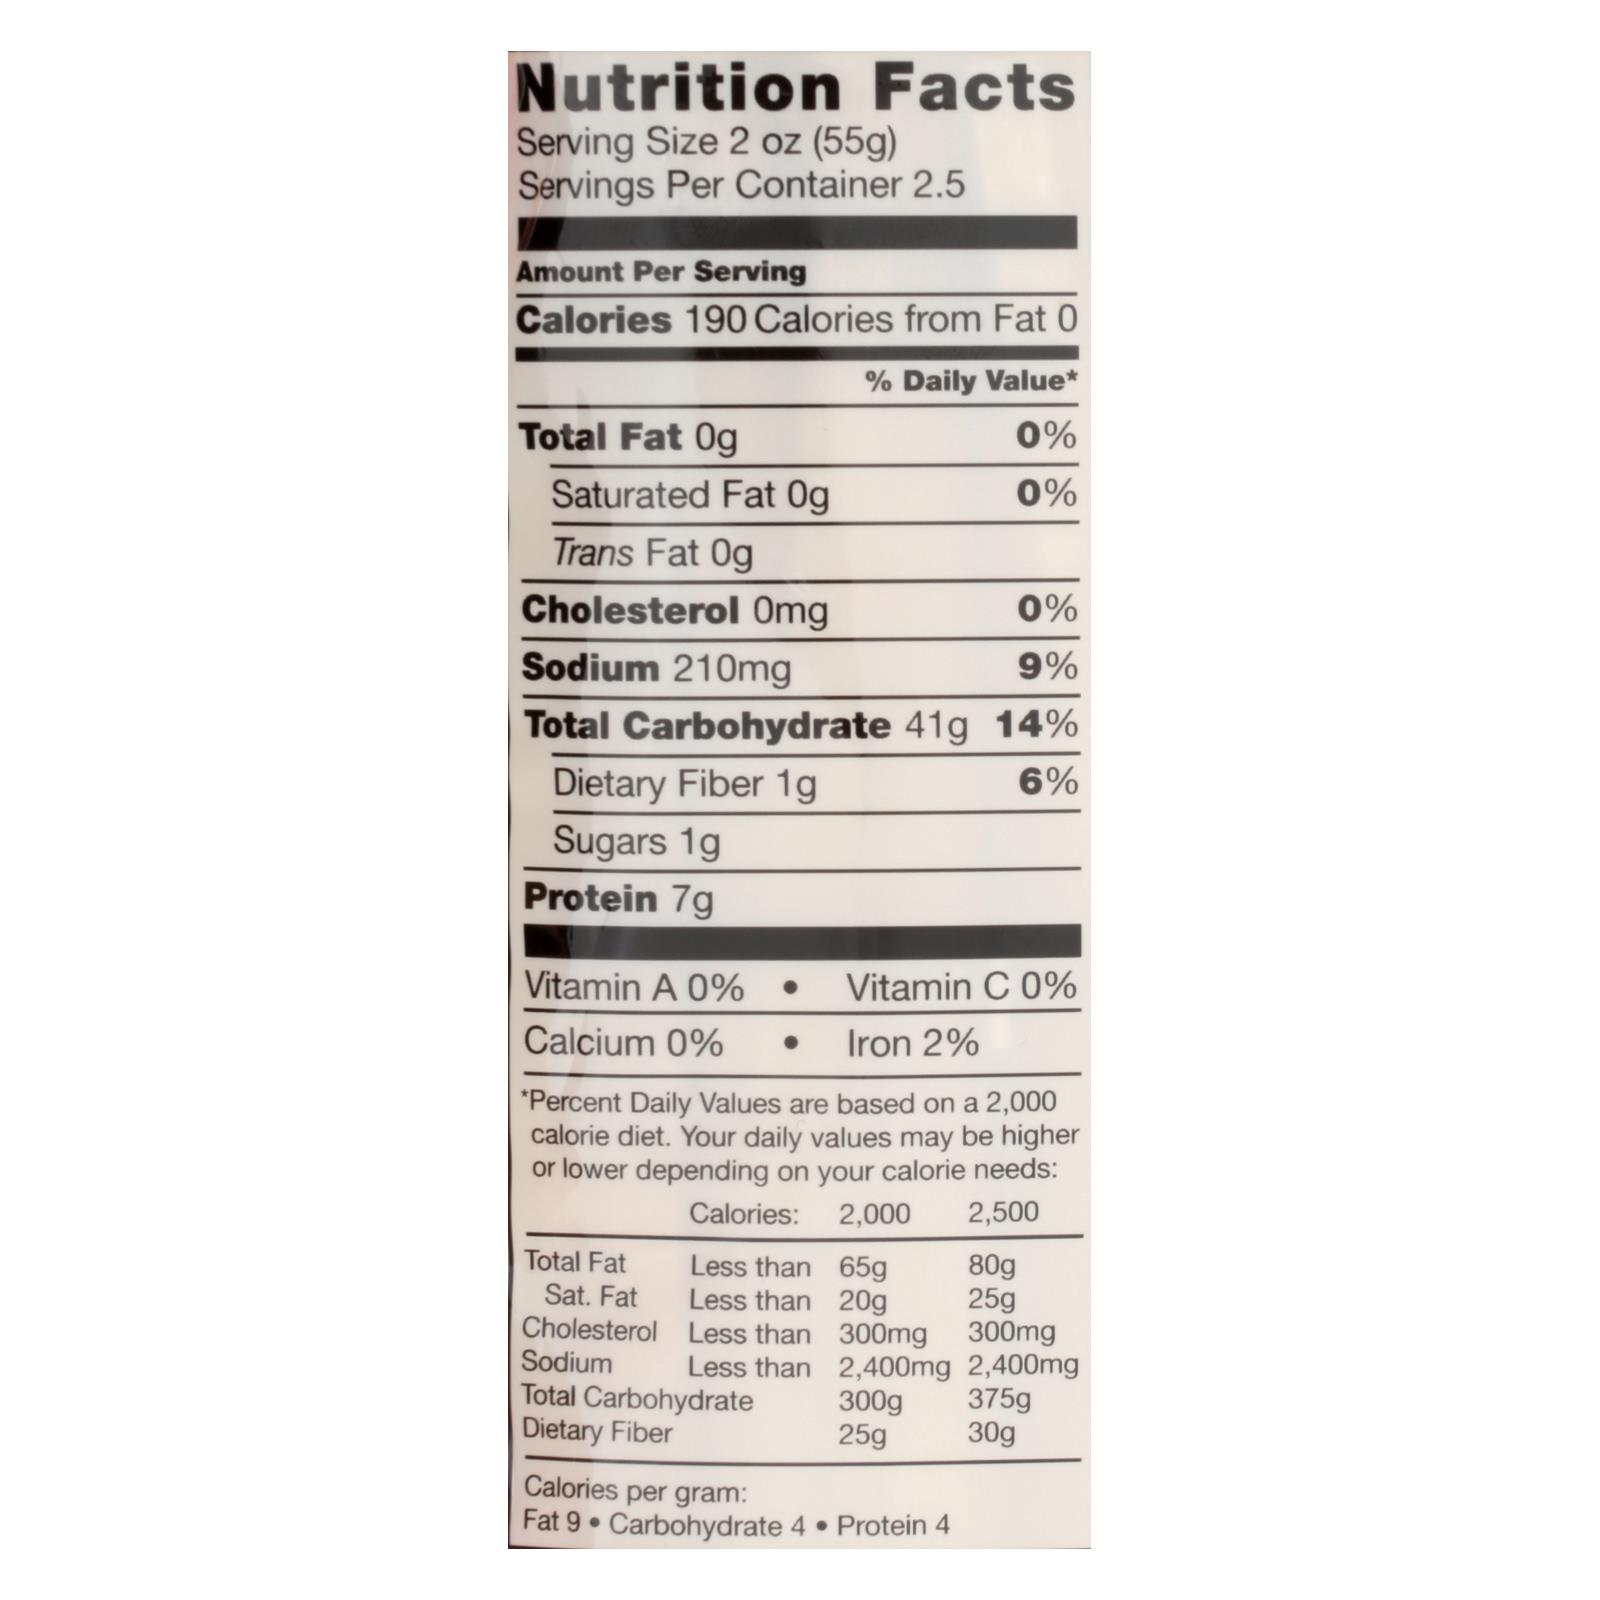 Nutrition Facts
Serving Size 2 oz (55g)
Servings Per Container 2.5
Amount Per Serving
Calories 190 Calories from Fat 0
% Daily Value*
Total Fat 0g 0%
Saturated Fat 0g 0%
Trans Fat 0g
Cholesterol 0mg 0%
Sodium 210mg 9%
Total Carbohydrate 41g 14%
Dietary Fiber 1g 6%
Sugars 1g
Protein 7g
Vitamin A 0% • Vitamin C 0%
Calcium 0% • Iron 2%
*Percent Daily Values are based on a 2,000
calorie diet. Your daily values may be higher
or lower depending on your calorie needs:
Calories: 2,000 2,500
Total Fat Less than 65g 80g
Sat. Fat Less than 20g 25g
Cholesterol Less than 300mg 300mg
Sodium Less than 2,400mg 2,400mg
Total Carbohydrate 300g 375g
Dietary Fiber 25g 30g
Calories per gram:
Fat 9 • Carbohydrate 4 • Protein 4